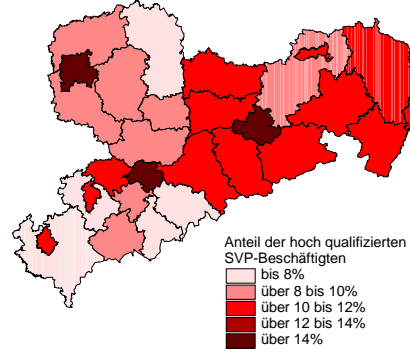 Anteil der hoch qualifizierten
SVP-Beschäftigten
bis 8%
über 8 bis 10%
über 10 bis 12%
über 12 bis 14%
über 14%